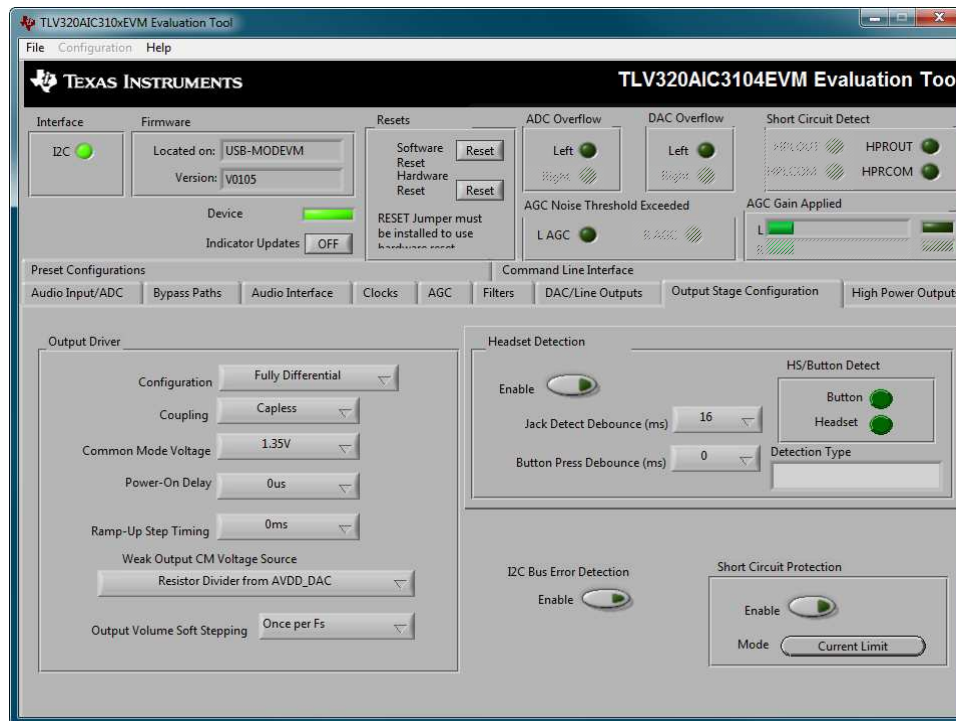 TLV320AIC310xEVM Evaluation Tool
File Configuration Help
TEXAS INSTRUMENTS
TLV320AIC3104EVM Evaluation Too
Interface
I2C
Firmware
Located on: USB-MODEVM
Version: V0105
Device
Indicator Updates OFF
Resets
Software Reset Reset
Hardware Reset Reset
RESET Jumper must
be installed to use
hardware reset
ADC Overflow
Left
Right
DAC Overflow
Left
Right
Short Circuit Detect
HPLOUT HPROUT
HPLCOM HPRCOM
AGC Noise Threshold Exceeded
L AGC R AGC
AGC Gain Applied
L
R
Preset Configurations Command Line Interface
Audio Input/ADC Bypass Paths Audio Interface Clocks AGC Filters DAC/Line Outputs Output Stage Configuration High Power Output
Output Driver
Configuration Fully Differential
Coupling Capless
Common Mode Voltage 1.35V
Power-On Delay 0us
Ramp-Up Step Timing 0ms
Weak Output CM Voltage Source
Resistor Divider from AVDD_DAC
Output Volume Soft Stepping Once per Fs
Headset Detection
Enable
Jack Detect Debounce (ms) 16
Button Press Debounce (ms) 0
HS/Button Detect
Button
Headset
Detection Type
I2C Bus Error Detection
Enable
Short Circuit Protection
Enable
Mode Current Limit